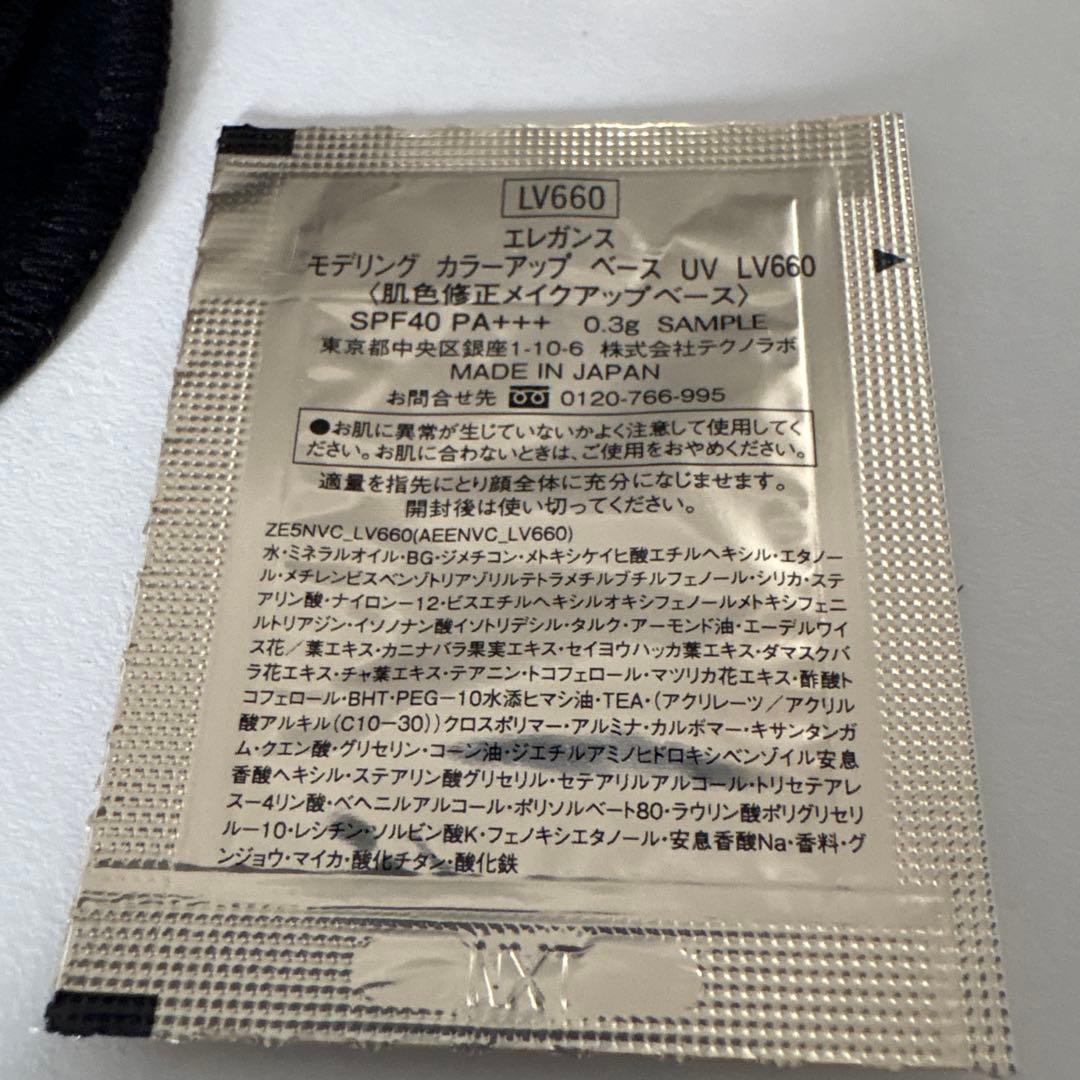 LV660
エレガンス
モデリング カラーアップ ベース UV LV660
〈肌色修正メイクアップベース〉
SPF40 PA+++ 0.3g SAMPLE
東京都中央区銀座1-10-6 株式会社テクノラボ
MADE IN JAPAN
お問合せ先 0120-766-995
●お肌に異常が生じていないかよく注意して使用してく
ださい。お肌に合わないときは、ご使用をおやめください。
適量を指先にとり顔全体に充分になじませます。
開封後は使い切ってください。
ZE5NVC_LV660(AEENVC_LV660)
水・ミネラルオイル・BG・ジメチコン・メトキシケイヒ酸エチルヘキシル・エタノー
ル・メチレンビスベンゾトリアゾリルテトラメチルブチルフェノール・シリカ・ステ
アリン酸・ナイロン-12・ビスエチルヘキシルオキシフェノールメトキシフェニ
ルトリアジン・イソノナン酸イソトリデシル・タルク・アーモンド油・エーデルワイ
ス花/葉エキス・カニナバラ果実エキス・セイヨウハッカ葉エキス・ダマスクバ
ラ花エキス・チャ葉エキス・テアニン・トコフェロール・マツリカ花エキス・酢酸ト
コフェロール・BHT・PEG-10水添ヒマシ油・TEA・(アクリレーツ/アクリル
酸アルキル(C10-30))クロスポリマー・アルミナ・カルボマー・キサンタンガ
ム・クエン酸・グリセリン・コーン油・ジエチルアミノヒドロキシベンゾイル安息
香酸ヘキシル・ステアリン酸グリセリル・セテアリルアルコール・トリセテアレ
ス-4リン酸・ベヘニルアルコール・ポリソルベート80・ラウリン酸ポリグリセリ
ル-10・レシチン・ソルビン酸K・フェノキシエタノール・安息香酸Na・香料・グ
ンジョウ・マイカ・酸化チタン・酸化鉄
NXT